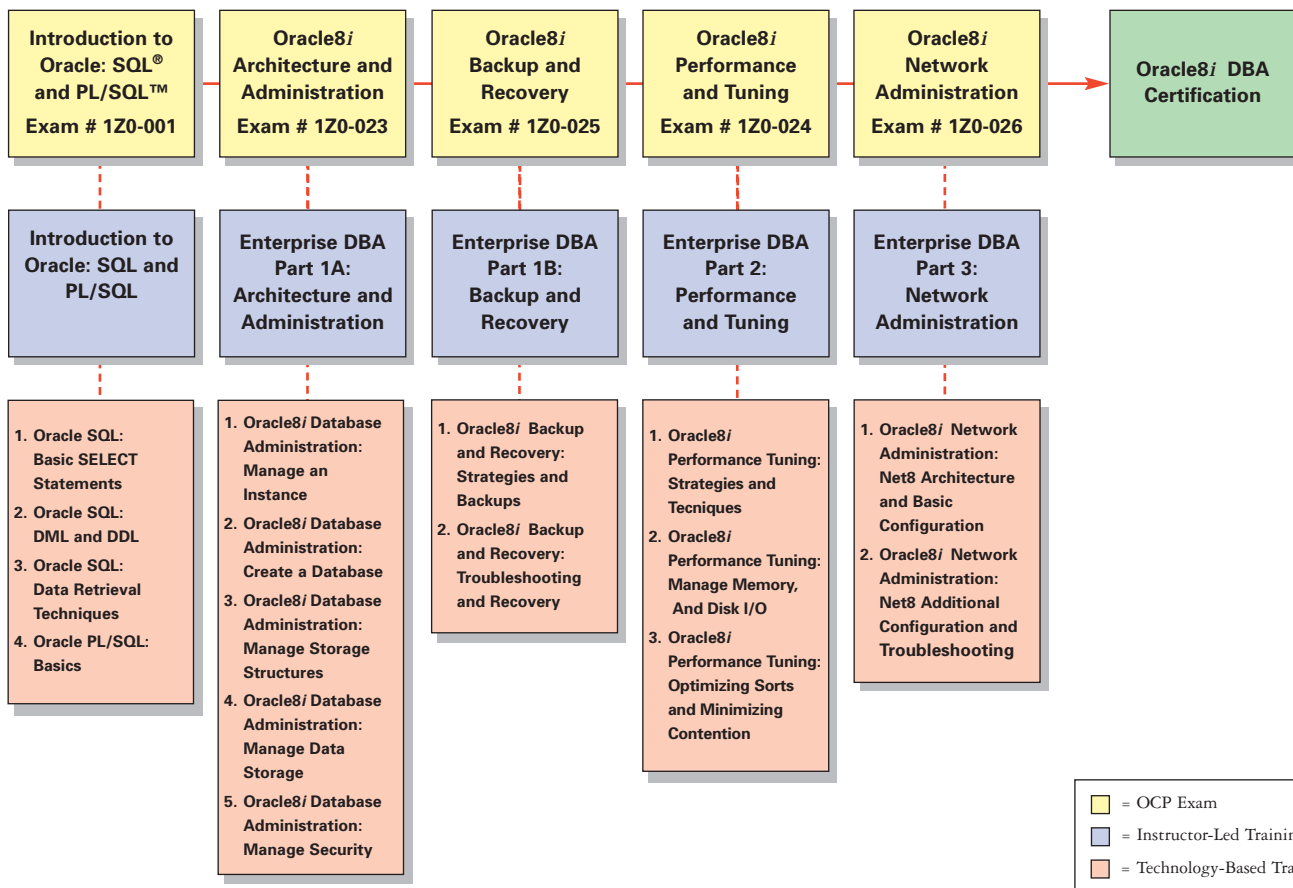 Introduction to
Oracle: SQL®
and PL/SQL™
Exam # 1Z0-001
Oracle8i
Architecture and
Administration
Exam # 1Z0-023
Oracle8i
Backup and
Recovery
Exam # 1Z0-025
Oracle8i
Performance
and Tuning
Exam # 1Z0-024
Oracle8i
Network
Administration
Exam # 1Z0-026
Oracle8i DBA
Certification
Introduction to
Oracle: SQL and
PL/SQL
Enterprise DBA
Part 1A:
Architecture and
Administration
Enterprise DBA
Part 1B:
Backup and
Recovery
Enterprise DBA
Part 2:
Performance
and Tuning
Enterprise DBA
Part 3:
Network
Administration
1. Oracle SQL:
Basic SELECT
Statements
2. Oracle SQL:
DML and DDL
3. Oracle SQL:
Data Retrieval
Techniques
4. Oracle PL/SQL:
Basics
1. Oracle8i Database
Administration:
Manage an
Instance
2. Oracle8i Database
Administration:
Create a Database
3. Oracle8i Database
Administration:
Manage Storage
Structures
4. Oracle8i Database
Administration:
Manage Data
Storage
5. Oracle8i Database
Administration:
Manage Security
1. Oracle8i Backup
and Recovery:
Strategies and
Backups
2. Oracle8i Backup
and Recovery:
Troubleshooting
and Recovery
1. Oracle8i
Performance Tuning:
Strategies and
Tecniques
2. Oracle8i
Performance Tuning:
Manage Memory,
And Disk I/O
3. Oracle8i
Performance Tuning:
Optimizing Sorts
and Minimizing
Contention
1. Oracle8i Network
Administration:
Net8 Architecture
and Basic
Configuration
2. Oracle8i Network
Administration:
Net8 Additional
Configuration and
Troubleshooting
= OCP Exam
= Instructor-Led Trainin
= Technology-Based Tra